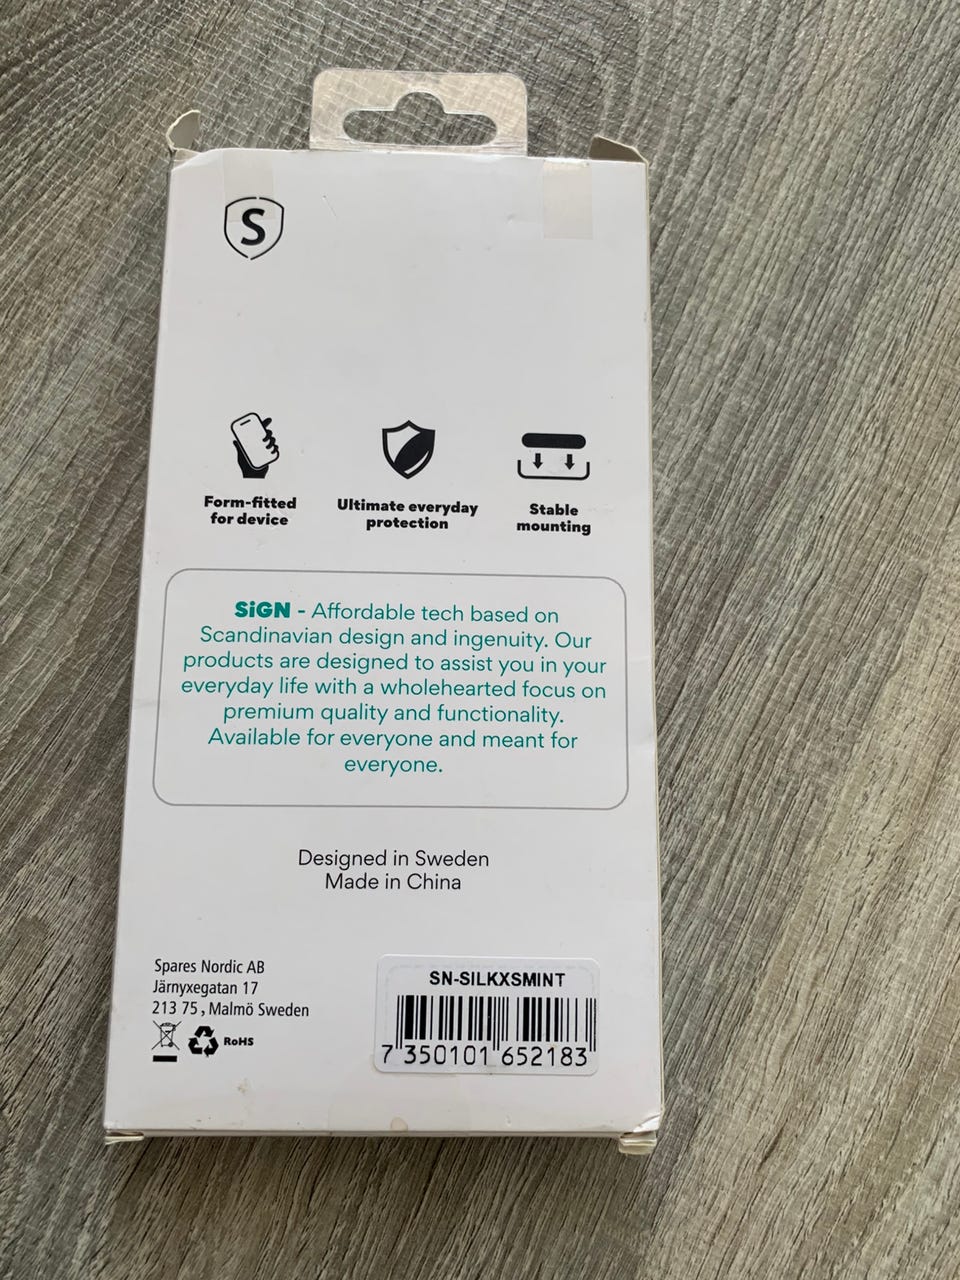 S
Form-fitted
for device
Ultimate everyday
protection
Stable
mounting
SiGN - Affordable tech based on
Scandinavian design and ingenuity. Our
products are designed to assist you in your
everyday life with a wholehearted focus on
premium quality and functionality.
Available for everyone and meant for
everyone.
Designed in Sweden
Made in China
Spares Nordic AB
Järnyxegatan 17
213 75, Malmö Sweden
RoHS
SN-SILKXSMINT
7 350101 652183